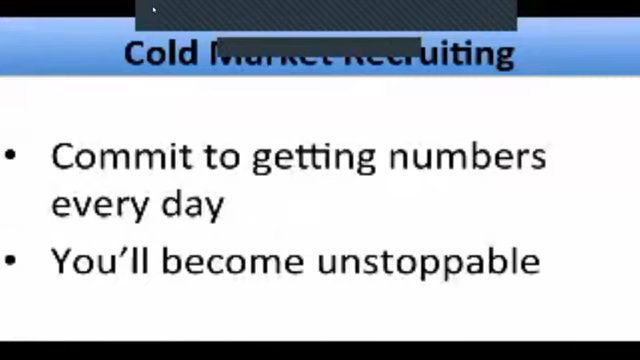 Cold Market Recruiting
• Commit to getting numbers
every day
• You'll become unstoppable